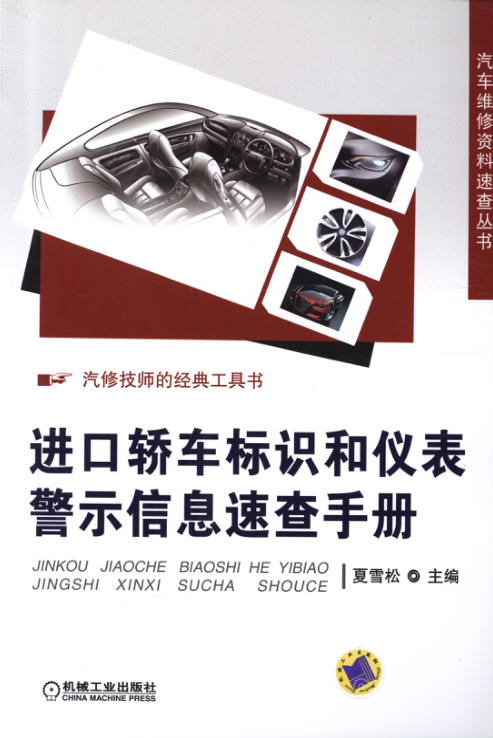 汽车维修资料速查丛书
汽修技师的经典工具书
进口轿车标识和仪表
警示信息速查手册
JINKOU JIAOCHE BIAOSHI HE YIBIAO
JINGSHI XINXI SUCHA SHOUCE
夏雪松 主编
机械工业出版社
CHINA MACHINE PRESS